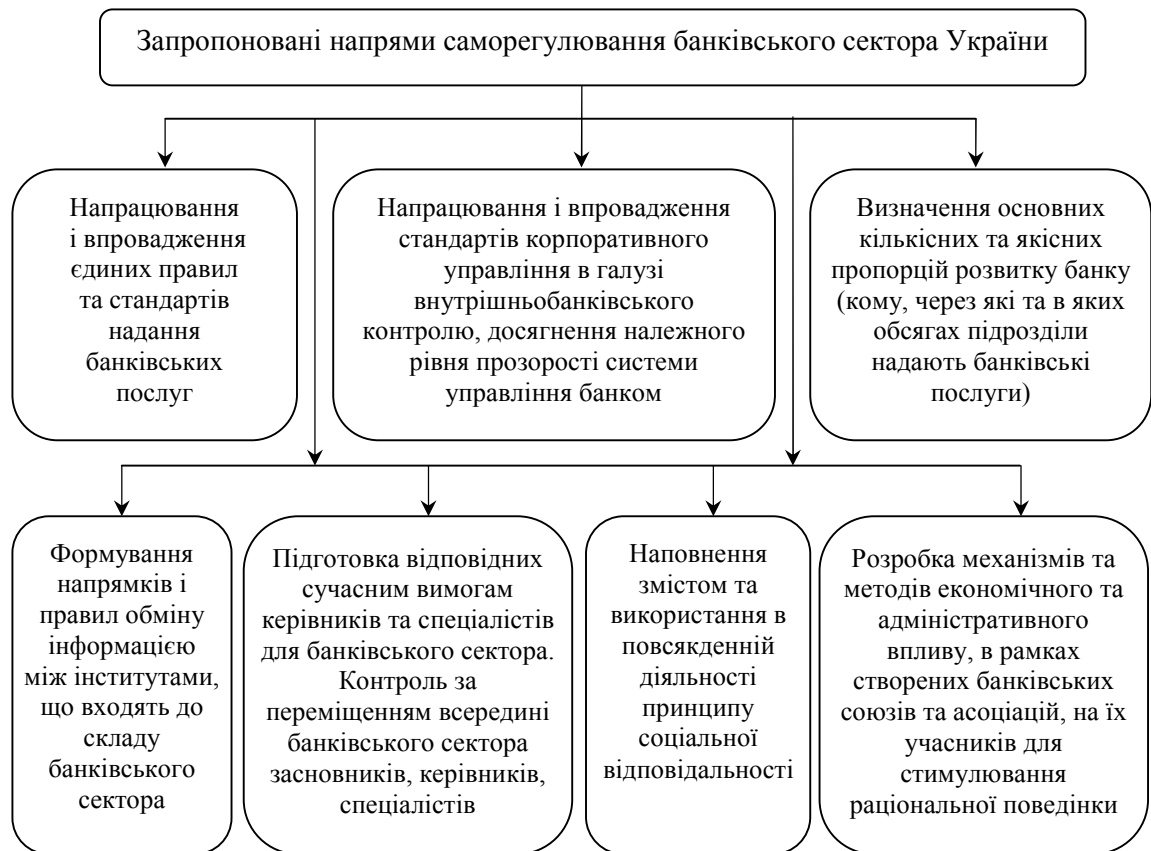 Запропоновані напрями саморегулювання банківського сектора України
Напрацювання
і впровадження
єдиних правил
та стандартів
надання
банківських
послуг
Напрацювання і впровадження
стандартів корпоративного
управління в галузі
внутрішньобанківського
контролю, досягнення належного
рівня прозорості системи
управління банком
Визначення основних
кількісних та якісних
пропорцій розвитку банку
(кому, через які та в яких
обсягах підрозділи
надають банківські
послуги)
Формування
напрямків і
правил обміну
інформацією
між інститутами,
що входять до
складу
банківського
сектора
Підготовка відповідних
сучасним вимогам
керівників та спеціалістів
для банківського сектора.
Контроль за
переміщенням всередині
банківського сектора
засновників, керівників,
спеціалістів
Наповнення
змістом та
використання в
повсякденній
діяльності
принципу
соціальної
відповідальності
Розробка механізмів та
методів економічного та
адміністративного
впливу, в рамках
створених банківських
союзів та асоціацій, на їх
учасників для
стимулювання
раціональної поведінки